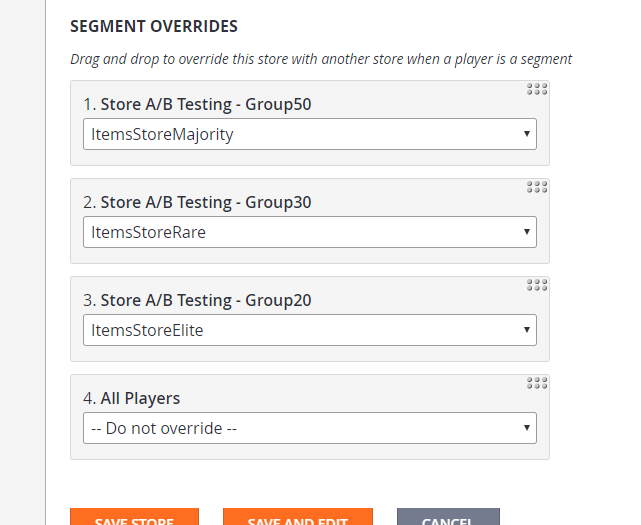 SEGMENT OVERRIDES
Drag and drop to override this store with another store when a player is a segment
1. Store A/B Testing - Group50
ItemsStoreMajority
2. Store A/B Testing - Group30
ItemsStoreRare
3. Store A/B Testing - Group20
ItemsStoreElite
4. All Players
-- Do not override --
SAVE STORE SAVE AND EDIT CANCEL